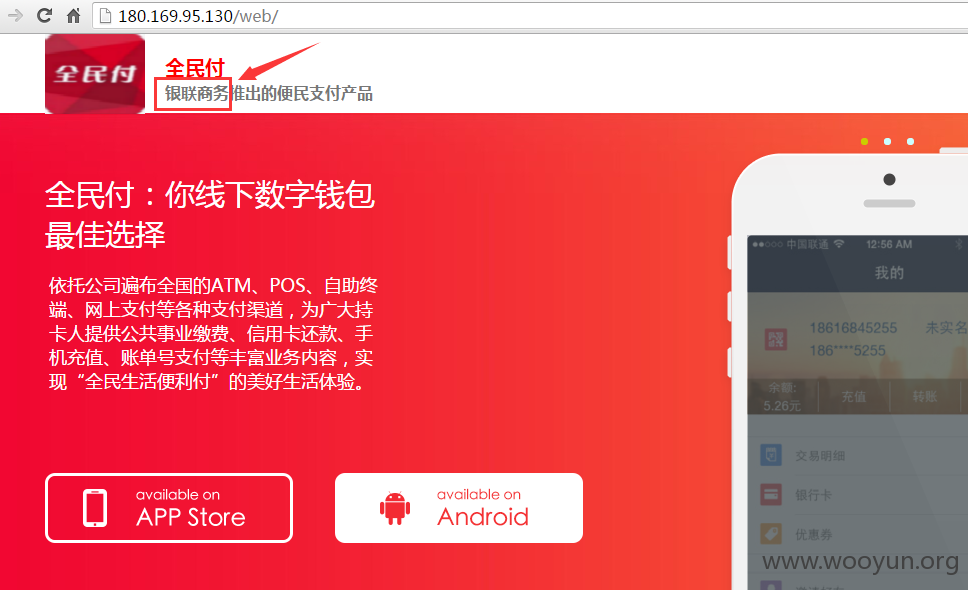 180.169.95.130/web/
全民付
全民付
银联商务推出的便民支付产品
全民付：你线下数字钱包
最佳选择
依托公司遍布全国的ATM、POS、自助终
端、网上支付等各种支付渠道，为广大持
卡人提供公共事业缴费、信用卡还款、手
机充值、账单号支付等丰富业务内容，实
现“全民生活便利付”的美好生活体验。
available on
APP Store
available on
Android
中国联通
12:56 AM
我的
18616845255
未实名
186****5255
余额:
5.26元
充值
转账
交易明细
银行卡
优惠券
www.wooyun.org